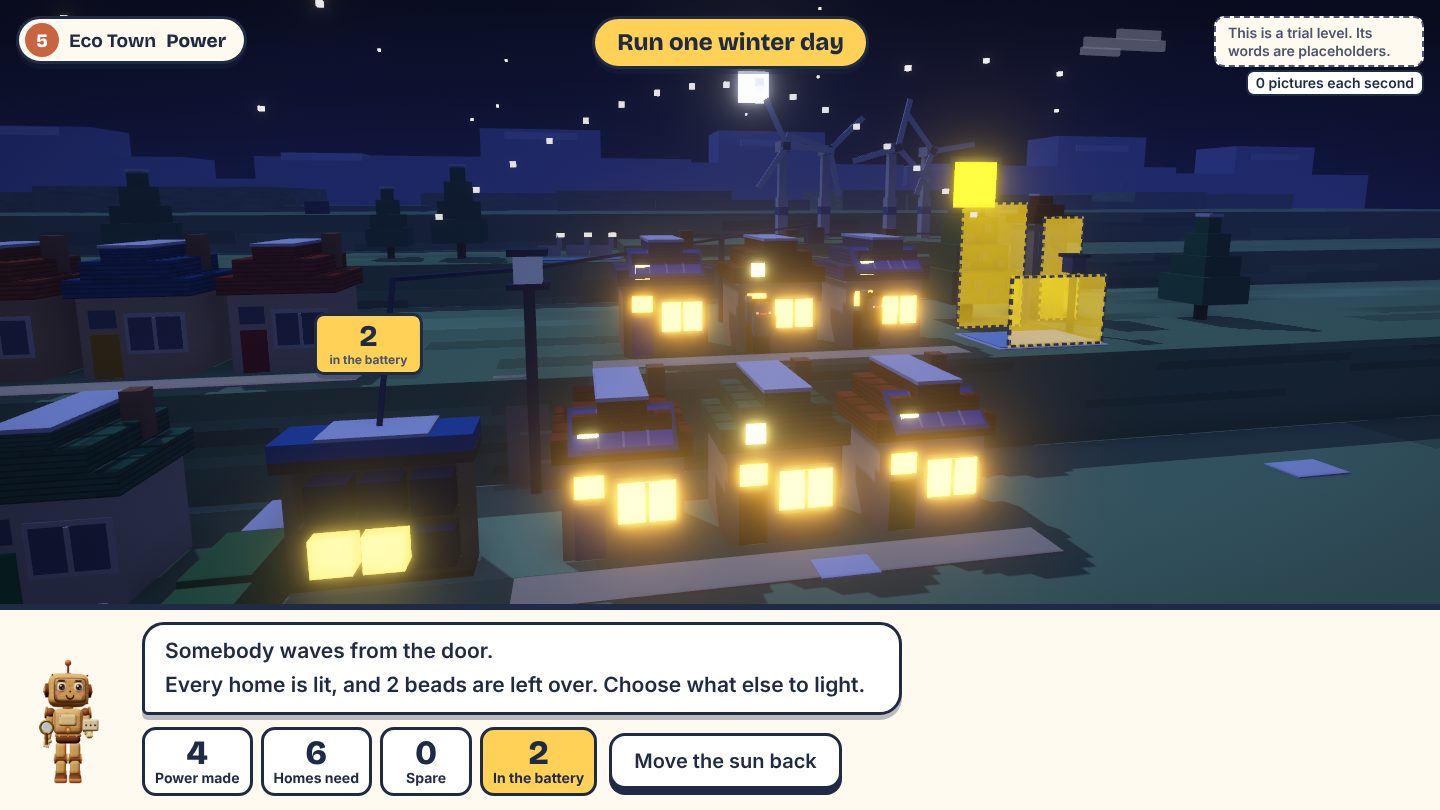 5 Eco Town Power
Run one winter day
This is a trial level. Its
words are placeholders.
0 pictures each second
2
in the battery
Somebody waves from the door.
Every home is lit, and 2 beads are left over. Choose what else to light.
4
Power made
6
Homes need
0
Spare
2
In the battery
Move the sun back